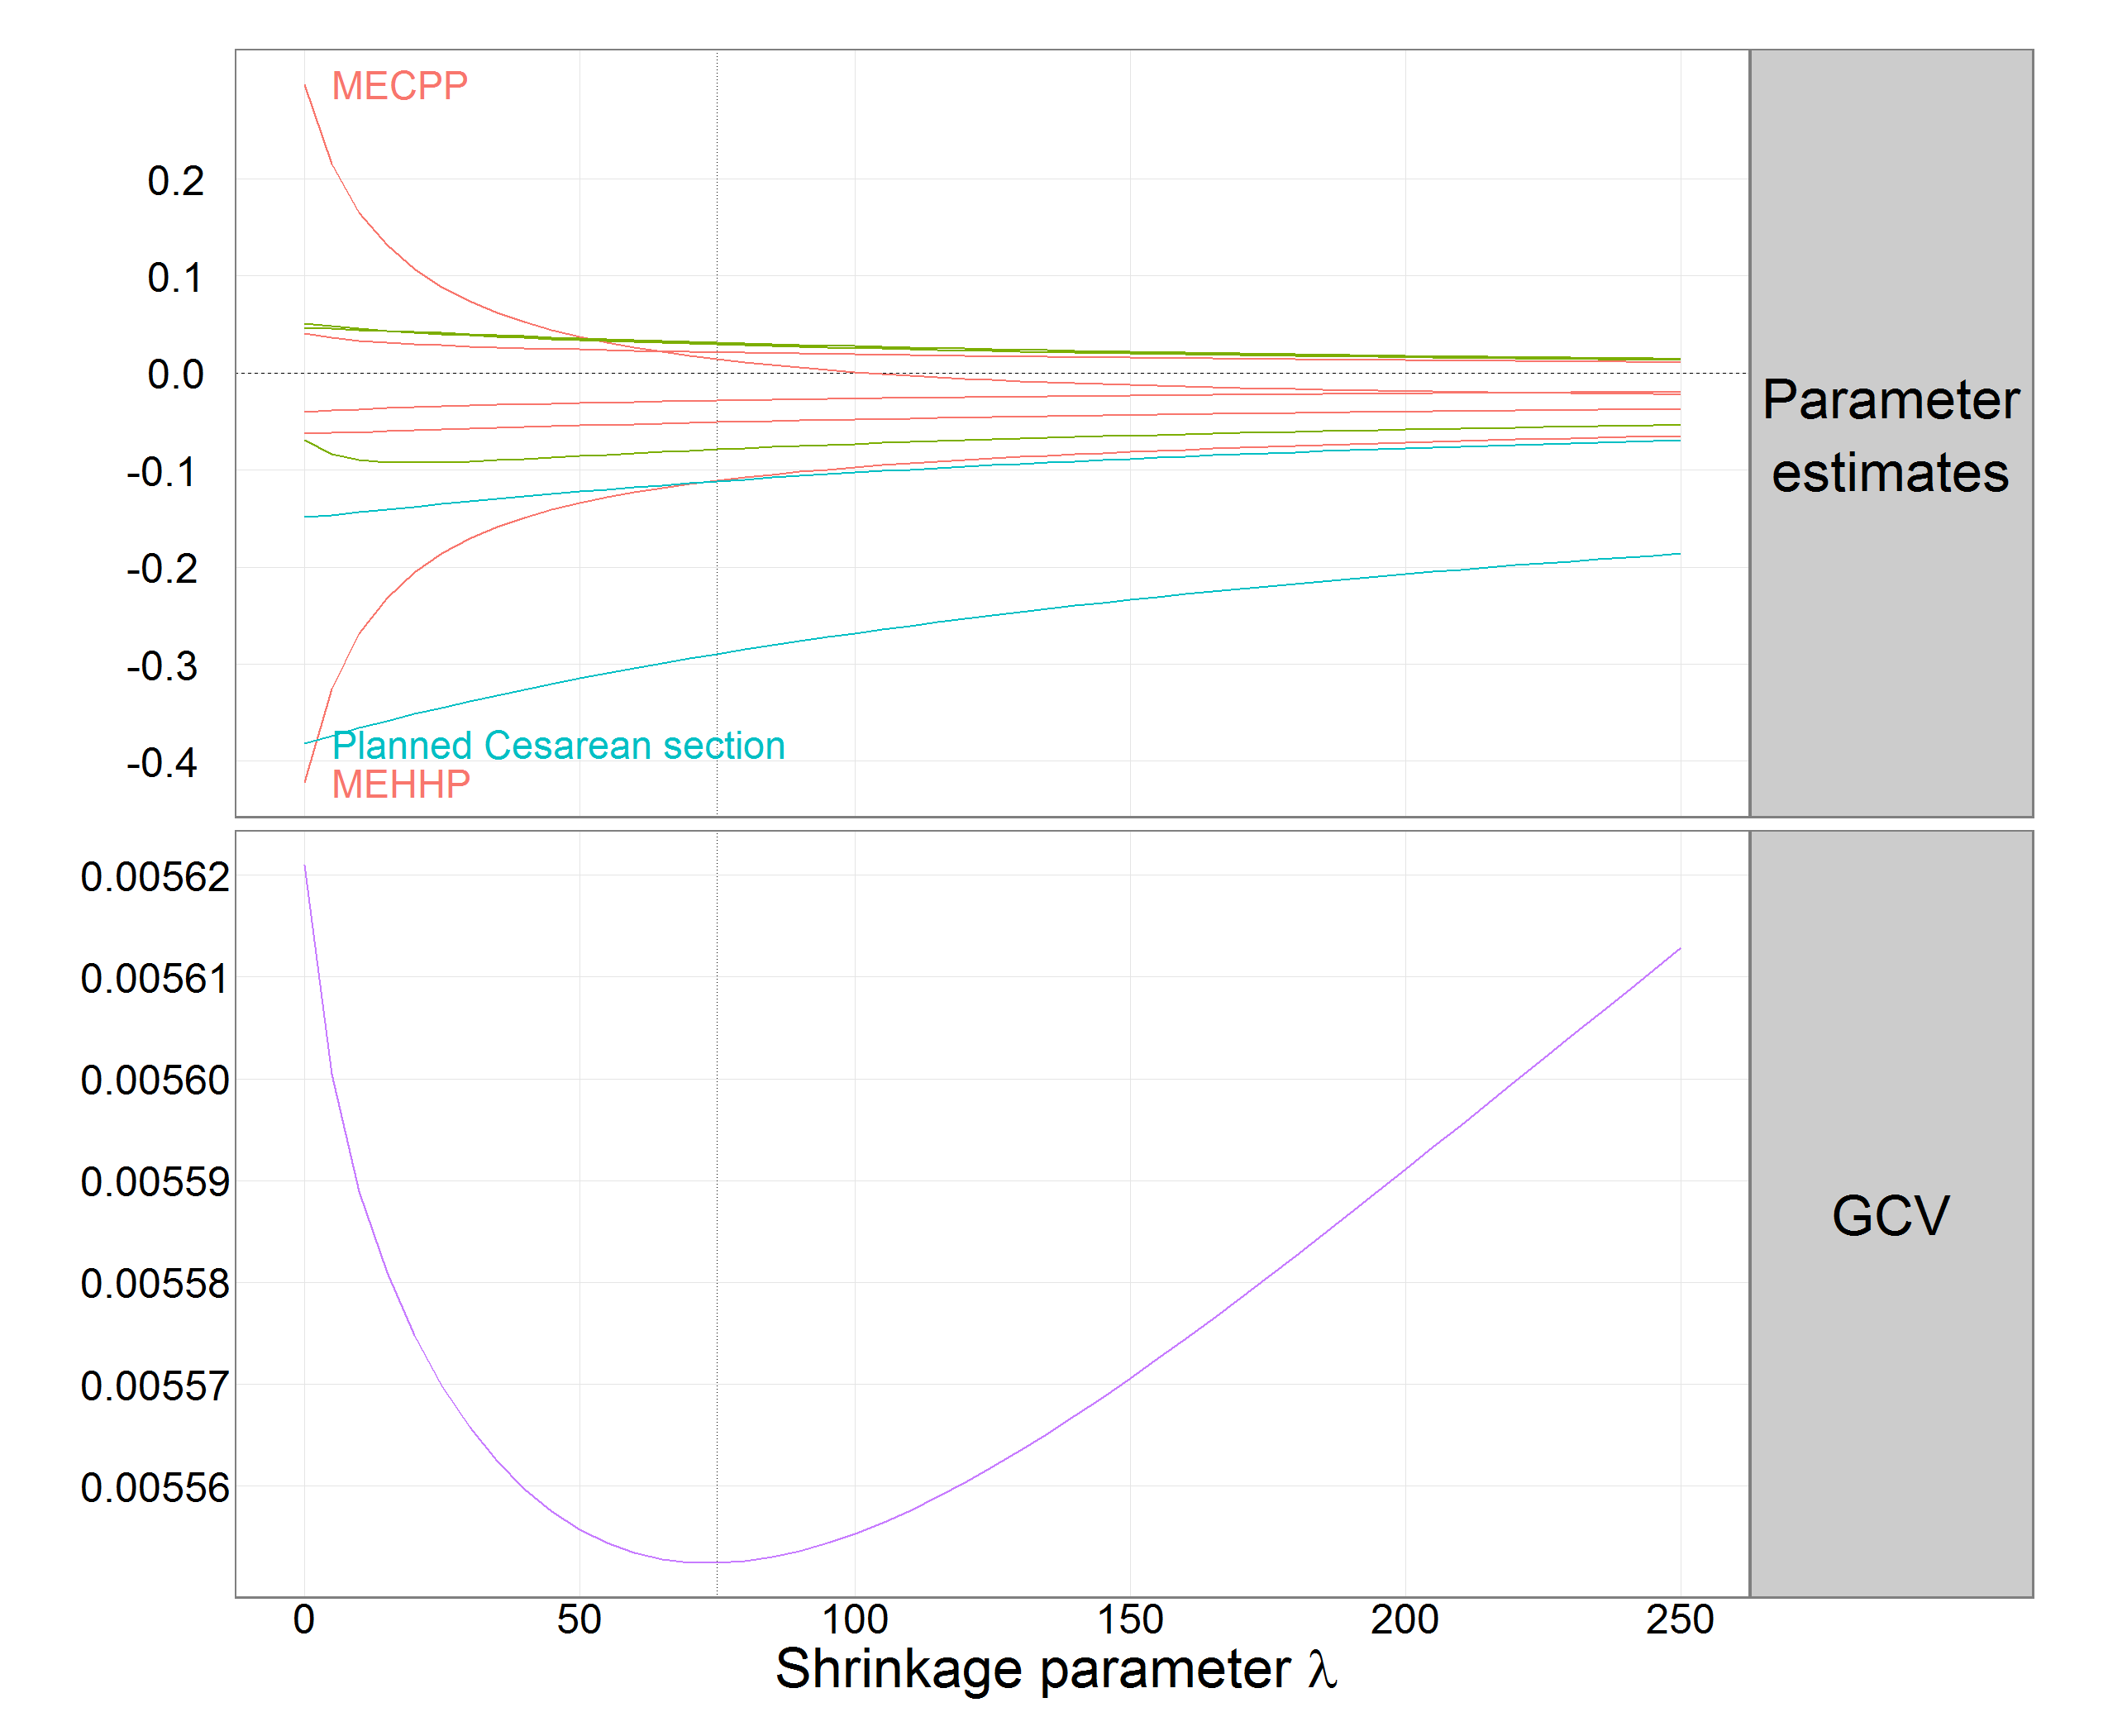 MECPP
0.2
0.1
0.0
-0.1
-0.2
-0.3
-0.4
Planned Cesarean section
MEHHP
Parameter
estimates
0.00562
0.00561
0.00560
0.00559
0.00558
0.00557
0.00556
GCV
0 50 100 150 200 250
Shrinkage parameter λ